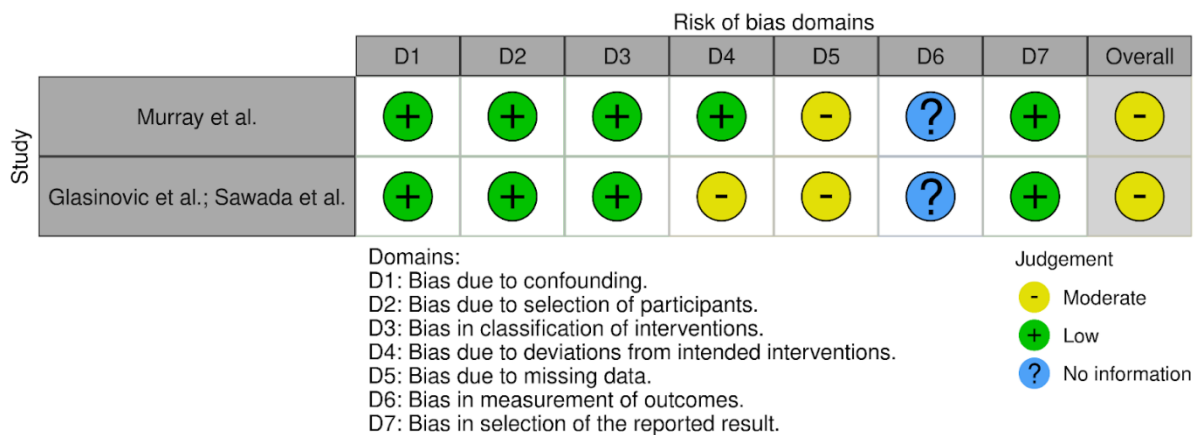 Risk of bias domains
D1 D2 D3 D4 D5 D6 D7 Overall
Study
Murray et al. + + + + - ? + -
Glasinovic et al.; Sawada et al. + + + - - ? + -
Domains:
D1: Bias due to confounding.
D2: Bias due to selection of participants.
D3: Bias in classification of interventions.
D4: Bias due to deviations from intended interventions.
D5: Bias due to missing data.
D6: Bias in measurement of outcomes.
D7: Bias in selection of the reported result.
Judgement
- Moderate
+ Low
? No information